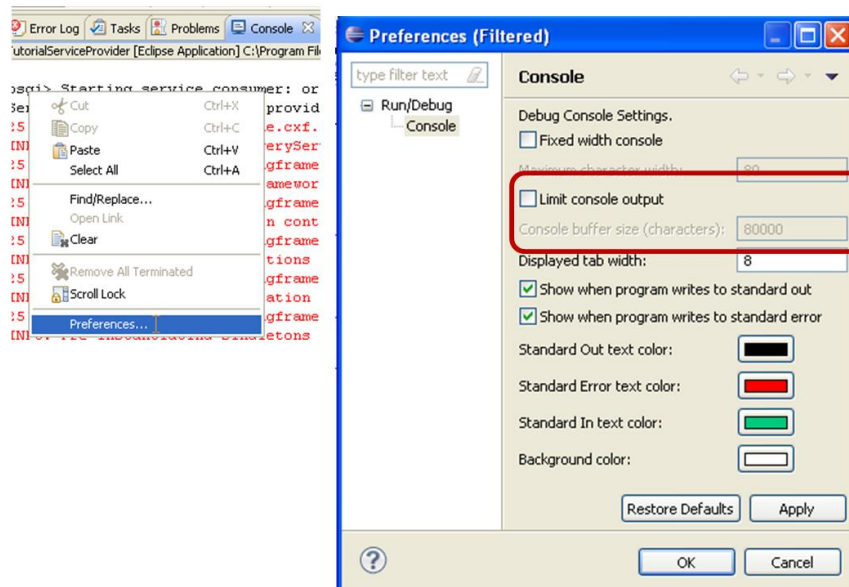 Error Log Tasks Problems Console
utorialServiceProvider [Eclipse Application] C:\Program Fil
osgi> Starting service consumer: or
Cut Ctrl+X
provid
Copy Ctrl+C
e.cxf.
Paste Ctrl+V
erySer
Select All Ctrl+A
gframe
amewor
Find/Replace...
gframe
Open Link
n cont
Clear
gframe
tions
Remove All Terminated
gframe
Scroll Lock
ation
gframe
Preferences...
Preferences (Filtered)
type filter text
Run/Debug
Console
Console
Debug Console Settings.
Fixed width console
Maximum character width: 80
Limit console output
Console buffer size (characters): 80000
Displayed tab width: 8
Show when program writes to standard out
Show when program writes to standard error
Standard Out text color:
Standard Error text color:
Standard In text color:
Background color:
Restore Defaults Apply
? OK Cancel